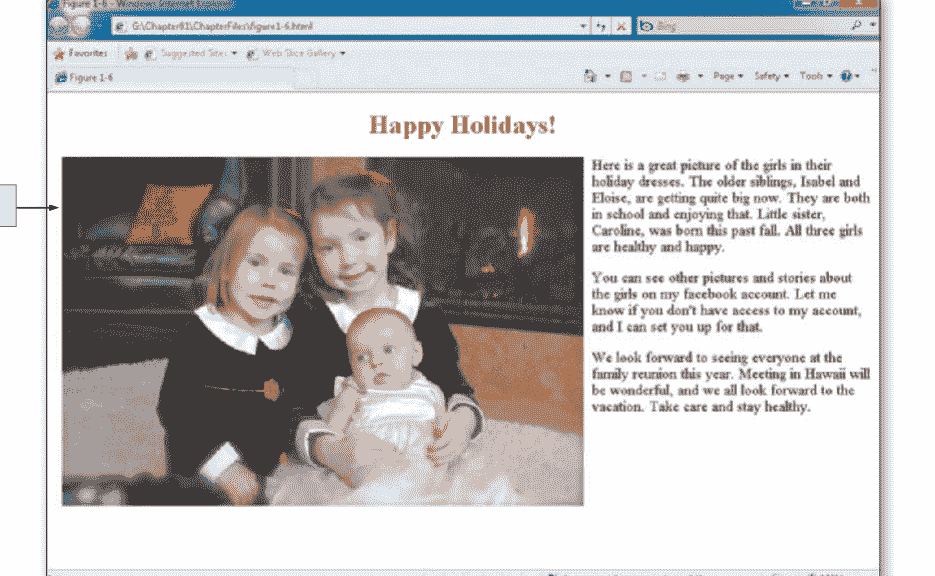 Figure 1-6 - Windows Internet Explorer
G:\Chapter01\ChapterFiles\figure1-6.html
Bing
Favorites Suggested Sites Web Slice Gallery
Figure 1-6
Page Safety Tools
Happy Holidays!
Here is a great picture of the girls in their
holiday dresses. The older siblings, Isabel and
Eloise, are getting quite big now. They are both
in school and enjoying that. Little sister,
Caroline, was born this past fall. All three girls
are healthy and happy.
You can see other pictures and stories about
the girls on my facebook account. Let me
know if you don't have access to my account,
and I can set you up for that.
We look forward to seeing everyone at the
family reunion this year. Meeting in Hawaii will
be wonderful, and we all look forward to the
vacation. Take care and stay healthy.